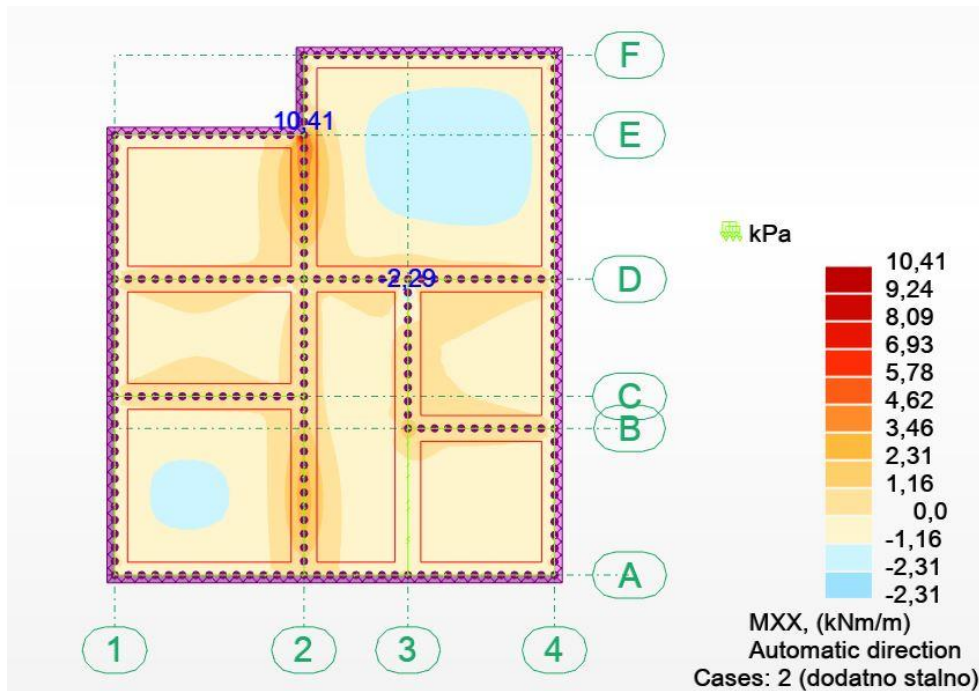 F
10,41
E
kPa
-2,29
D
10,41
9,24
8,09
6,93
5,78
4,62
3,46
2,31
1,16
0,0
-1,16
-2,31
-2,31
C
B
A
MXX, (kNm/m)
Automatic direction
Cases: 2 (dodatno stalno)
1
2
3
4